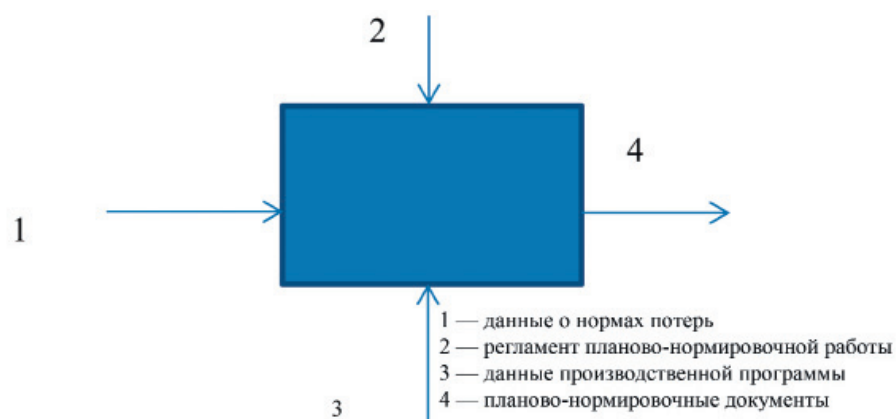 2
4
1
1 — данные о нормах потерь
2 — регламент планово-нормировочной работы
3 — данные производственной программы
4 — планово-нормировочные документы
3